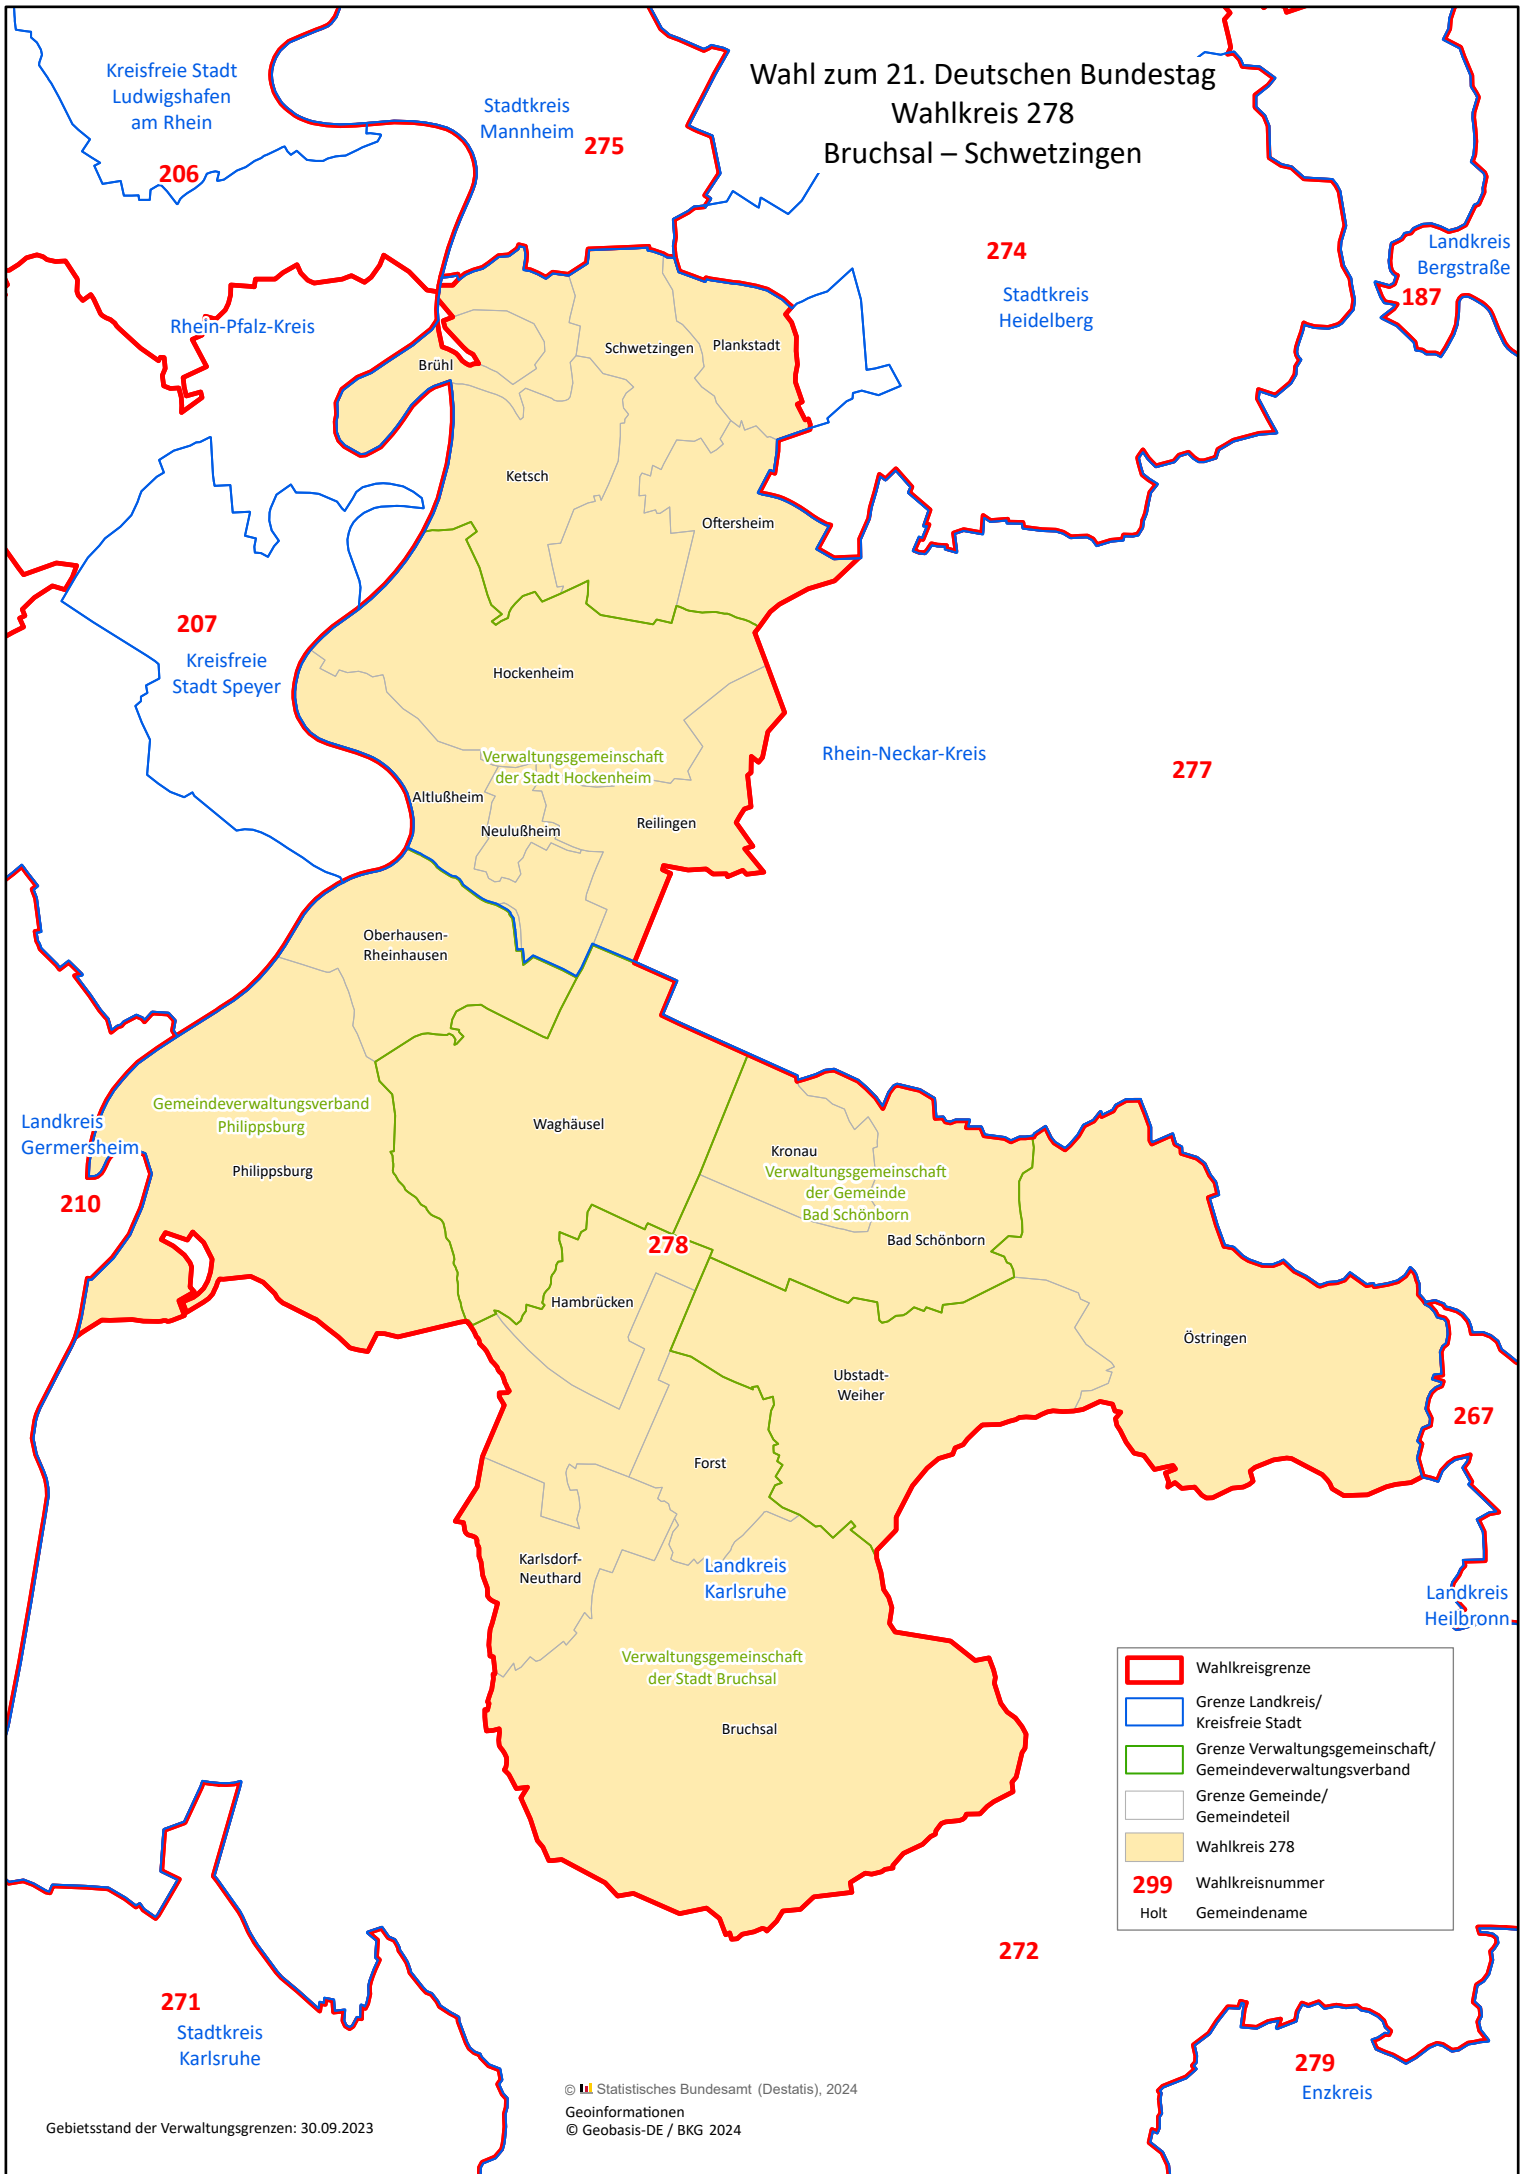 Wahl zum 21. Deutschen Bundestag
Wahlkreis 278
Bruchsal – Schwetzingen
Kreisfreie Stadt
Ludwigshafen
am Rhein
206
Stadtkreis
Mannheim
275
274
Stadtkreis
Heidelberg
Landkreis
Bergstraße
187
Rhein-Pfalz-Kreis
Brühl
Schwetzingen
Plankstadt
Ketsch
Oftersheim
207
Kreisfreie
Stadt Speyer
Hockenheim
Verwaltungsgemeinschaft
der Stadt Hockenheim
Rhein-Neckar-Kreis
277
Altlußheim
Neulußheim
Reilingen
Oberhausen-
Rheinhausen
Gemeindeverwaltungsverband
Philippsburg
Landkreis
Germersheim
210
Philippsburg
Waghäusel
Kronau
Verwaltungsgemeinschaft
der Gemeinde
Bad Schönborn
Bad Schönborn
278
Hambrücken
Östringen
Ubstadt-
Weiher
267
Forst
Karlsdorf-
Neuthard
Landkreis
Karlsruhe
Landkreis
Heilbronn
Verwaltungsgemeinschaft
der Stadt Bruchsal
Bruchsal
Wahlkreisgrenze
Grenze Landkreis/
Kreisfreie Stadt
Grenze Verwaltungsgemeinschaft/
Gemeindeverwaltungsverband
Grenze Gemeinde/
Gemeindeteil
Wahlkreis 278
299 Wahlkreisnummer
Holt Gemeindename
272
271
Stadtkreis
Karlsruhe
279
Enzkreis
© Statistisches Bundesamt (Destatis), 2024
Geoinformationen
© Geobasis-DE / BKG 2024
Gebietsstand der Verwaltungsgrenzen: 30.09.2023